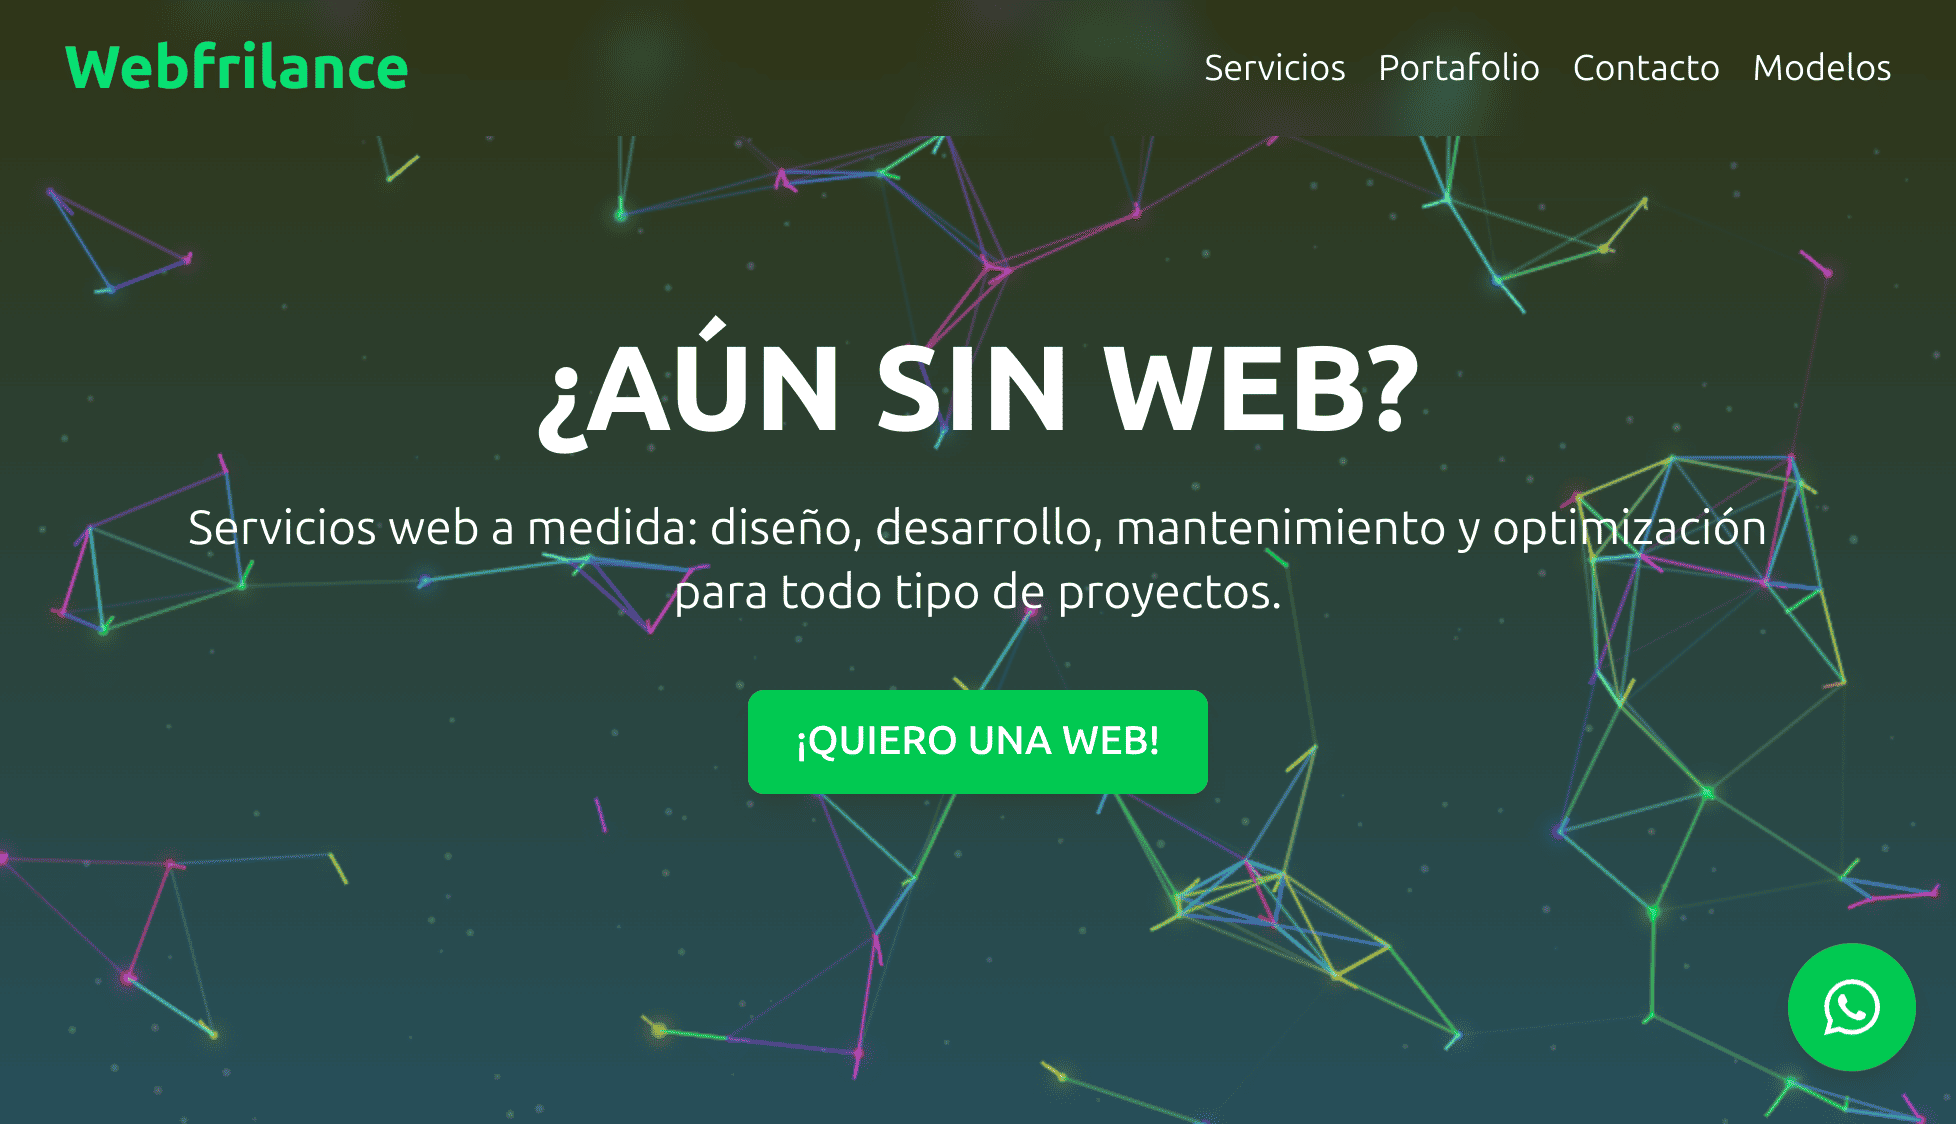 Webfrilance
Servicios Portafolio Contacto Modelos
¿AÚN SIN WEB?
Servicios web a medida: diseño, desarrollo, mantenimiento y optimización
para todo tipo de proyectos.
¡QUIERO UNA WEB!